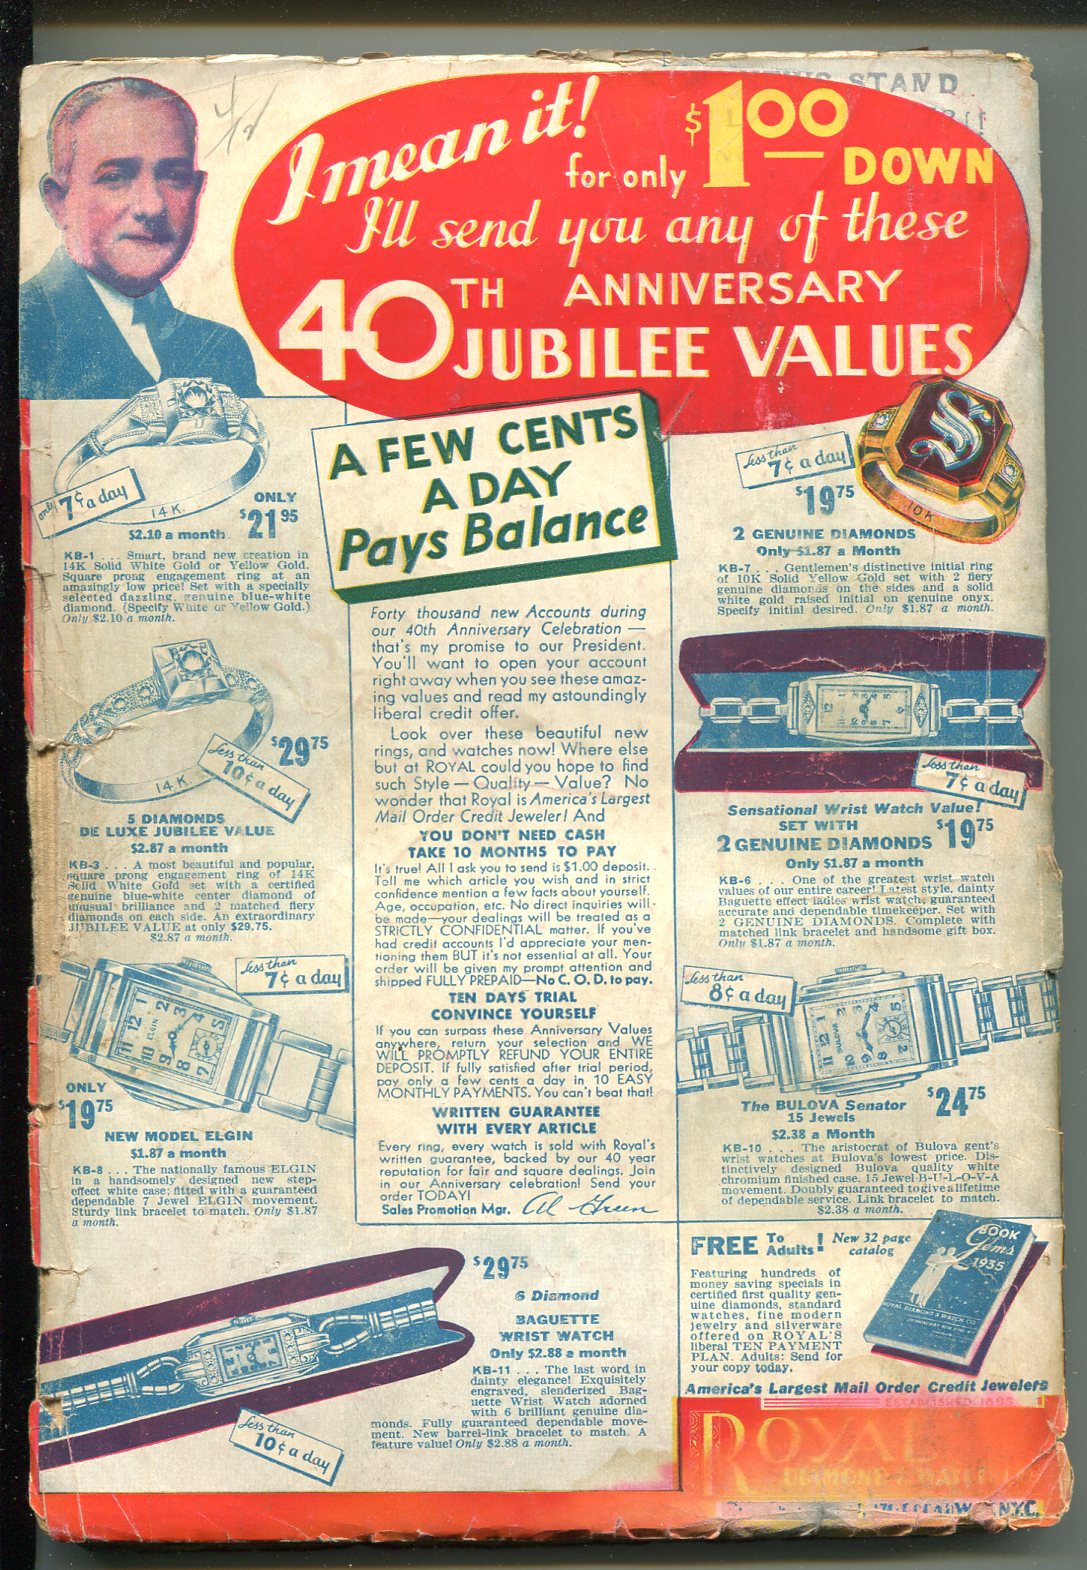 NEWS STAND
I mean it!
for only $1.00 DOWN
I'll send you any of these
40TH ANNIVERSARY
JUBILEE VALUES
A FEW CENTS
A DAY
Pays Balance
only 7¢ a day
14 K.
ONLY
$21.95
$2.10 a month
KB-1 . . . Smart, brand new creation in
14K Solid White Gold or Yellow Gold.
Square prong engagement ring at an
amazingly low price! Set with a specially
selected dazzling, genuine blue-white
diamond. (Specify White or Yellow Gold.)
Only $2.10 a month.
$29.75
Less than
10¢ a day
14 K.
5 DIAMONDS
DE LUXE JUBILEE VALUE
$2.87 a month
KB-3 . . . A most beautiful and popular,
square prong engagement ring of 14K
Solid White Gold set with a certified
genuine blue-white center diamond of
unusual brilliance and 2 matched fiery
diamonds on each side. An extraordinary
JUBILEE VALUE at only $29.75.
$2.87 a month.
Less than
7¢ a day
ELGIN
ONLY
$19.75
NEW MODEL ELGIN
$1.87 a month
KB-8 . . . The nationally famous ELGIN
in a handsomely designed new step-
effect white case; fitted with a guaranteed
dependable 7 Jewel ELGIN movement.
Sturdy link bracelet to match. Only $1.87
a month.
Forty thousand new Accounts during
our 40th Anniversary Celebration —
that's my promise to our President.
You'll want to open your account
right away when you see these amaz-
ing values and read my astoundingly
liberal credit offer.
Look over these beautiful new
rings, and watches now! Where else
but at ROYAL could you hope to find
such Style — Quality — Value? No
wonder that Royal is America's Largest
Mail Order Credit Jeweler! And
YOU DON'T NEED CASH
TAKE 10 MONTHS TO PAY
It's true! All I ask you to send is $1.00 deposit.
Tell me which article you wish and in strict
confidence mention a few facts about yourself.
Age, occupation, etc. No direct inquiries will
be made—your dealings will be treated as a
STRICTLY CONFIDENTIAL matter. If you've
had credit accounts I'd appreciate your men-
tioning them BUT it's not essential at all. Your
order will be given my prompt attention and
shipped FULLY PREPAID—No C. O. D. to pay.
TEN DAYS TRIAL
CONVINCE YOURSELF
If you can surpass these Anniversary Values
anywhere, return your selection and WE
WILL PROMPTLY REFUND YOUR ENTIRE
DEPOSIT. If fully satisfied after trial period,
pay only a few cents a day in 10 EASY
MONTHLY PAYMENTS. You can't beat that!
WRITTEN GUARANTEE
WITH EVERY ARTICLE
Every ring, every watch is sold with Royal's
written guarantee, backed by our 40 year
reputation for fair and square dealings. Join
in our Anniversary celebration! Send your
order TODAY!
Sales Promotion Mgr. Al Green
Less than
7¢ a day
S
10K
$19.75
2 GENUINE DIAMONDS
Only $1.87 a Month
KB-7 . . . Gentlemen's distinctive initial ring
of 10K Solid Yellow Gold set with 2 fiery
genuine diamonds on the sides and a solid
white gold raised initial on genuine onyx.
Specify initial desired. Only $1.87 a month.
Less than
7¢ a day
Sensational Wrist Watch Value!
SET WITH
2 GENUINE DIAMONDS $19.75
Only $1.87 a month
KB-6 . . . One of the greatest wrist watch
values of our entire career! Latest style, dainty
Baguette effect ladies wrist watch; guaranteed
accurate and dependable timekeeper. Set with
2 GENUINE DIAMONDS. Complete with
matched link bracelet and handsome gift box.
Only $1.87 a month.
Less than
8¢ a day
BULOVA
The BULOVA Senator $24.75
15 Jewels
$2.38 a Month
KB-10 . . . The aristocrat of Bulova gent's
wrist watches at Bulova's lowest price. Dis-
tinctively designed Bulova quality white
chromium finished case. 15 Jewel B-U-L-O-V-A
movement. Doubly guaranteed to give a lifetime
of dependable service. Link bracelet to match.
$2.38 a month.
$29.75
6 Diamond
BAGUETTE
WRIST WATCH
Only $2.88 a month
KB-11 . . . The last word in
dainty elegance! Exquisitely
engraved, slenderized Bag-
uette Wrist Watch adorned
with 6 brilliant genuine dia-
monds. Fully guaranteed dependable move-
ment. New barrel-link bracelet to match. A
feature value! Only $2.88 a month.
Less than
10¢ a day
FREE To Adults! New 32 page
catalog
Featuring hundreds of
money saving specials in
certified first quality gen-
uine diamonds, standard
watches, fine modern
jewelry and silverware
offered on ROYAL'S
liberal TEN PAYMENT
PLAN. Adults: Send for
your copy today.
BOOK
Gems
1935
ROYAL DIAMOND & WATCH CO.
America's Largest Mail Order Credit Jewelers
ESTABLISHED 1895
ROYAL
DIAMOND & WATCH CO
BROADWAY N.Y.C.